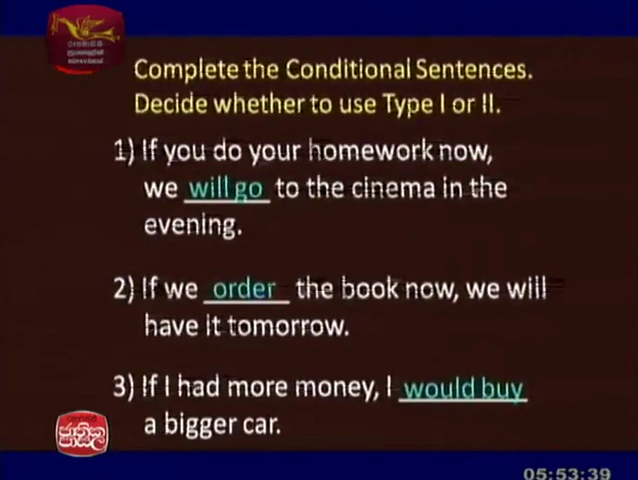 Complete the Conditional Sentences.
Decide whether to use Type I or II.
1) If you do your homework now,
we will go to the cinema in the
evening.
2) If we order the book now, we will
have it tomorrow.
3) If I had more money, I would buy
a bigger car.
05:53:39